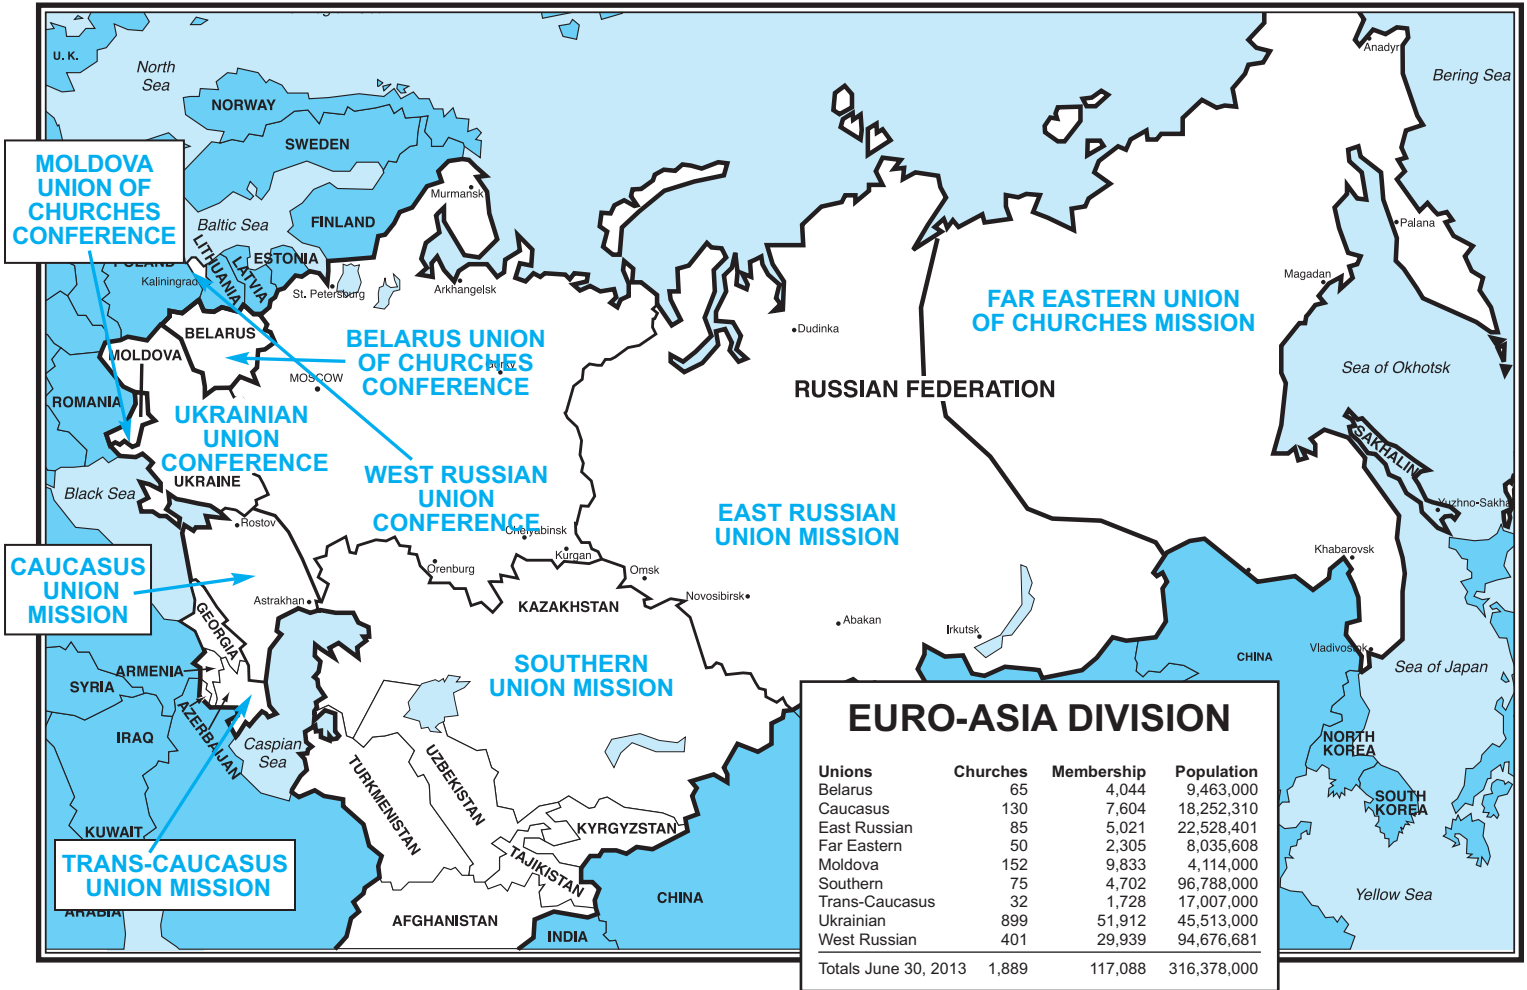 U. K.
North
Sea
NORWAY
SWEDEN
FINLAND
Baltic Sea
ESTONIA
LATVIA
LITHUANIA
Murmansk
Anadyr
Bering Sea
MOLDOVA
UNION OF
CHURCHES
CONFERENCE
Kaliningrad
St. Petersburg
Arkhangelsk
Dudinka
Palana
Magadan
FAR EASTERN UNION
OF CHURCHES MISSION
BELARUS
MOLDOVA
BELARUS UNION
OF CHURCHES
CONFERENCE
Gorky
MOSCOW
RUSSIAN FEDERATION
Sea of Okhotsk
ROMANIA
UKRAINIAN
UNION
CONFERENCE
UKRAINE
WEST RUSSIAN
UNION
CONFERENCE
SAKHALIN
Black Sea
Rostov
Chelyabinsk
Kurgan
Orenburg
Omsk
EAST RUSSIAN
UNION MISSION
Yuzhno-Sakha
Khabarovsk
CAUCASUS
UNION
MISSION
Astrakhan
KAZAKHSTAN
Novosibirsk
Abakan
Irkutsk
GEORGIA
ARMENIA
AZERBAIJAN
SOUTHERN
UNION MISSION
CHINA
Vladivostok
Sea of Japan
SYRIA
IRAQ
Caspian
Sea
TURKMENISTAN
UZBEKISTAN
KYRGYZSTAN
TAJIKISTAN
NORTH
KOREA
SOUTH
KOREA
KUWAIT
TRANS-CAUCASUS
UNION MISSION
ARABIA
AFGHANISTAN
INDIA
CHINA
Yellow Sea
EURO-ASIA DIVISION
Unions Churches Membership Population
Belarus 65 4,044 9,463,000
Caucasus 130 7,604 18,252,310
East Russian 85 5,021 22,528,401
Far Eastern 50 2,305 8,035,608
Moldova 152 9,833 4,114,000
Southern 75 4,702 96,788,000
Trans-Caucasus 32 1,728 17,007,000
Ukrainian 899 51,912 45,513,000
West Russian 401 29,939 94,676,681
Totals June 30, 2013 1,889 117,088 316,378,000